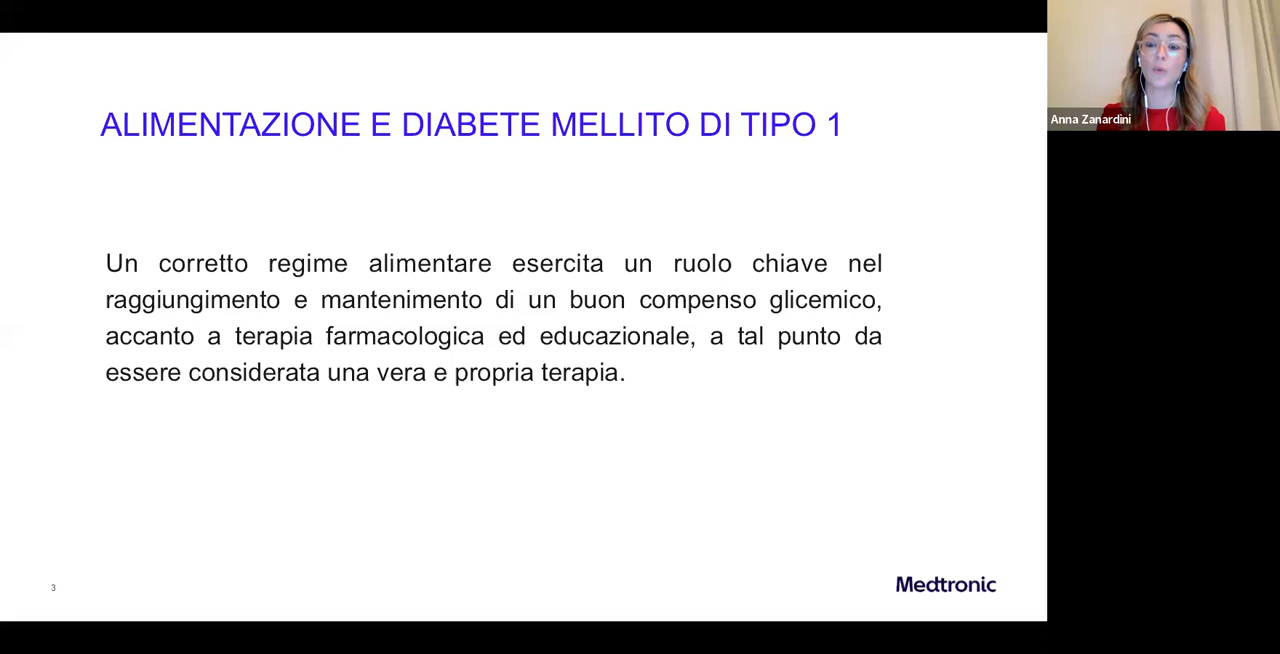 ALIMENTAZIONE E DIABETE MELLITO DI TIPO 1
Un corretto regime alimentare esercita un ruolo chiave nel
raggiungimento e mantenimento di un buon compenso glicemico,
accanto a terapia farmacologica ed educazionale, a tal punto da
essere considerata una vera e propria terapia.
3
Medtronic
Anna Zanardini